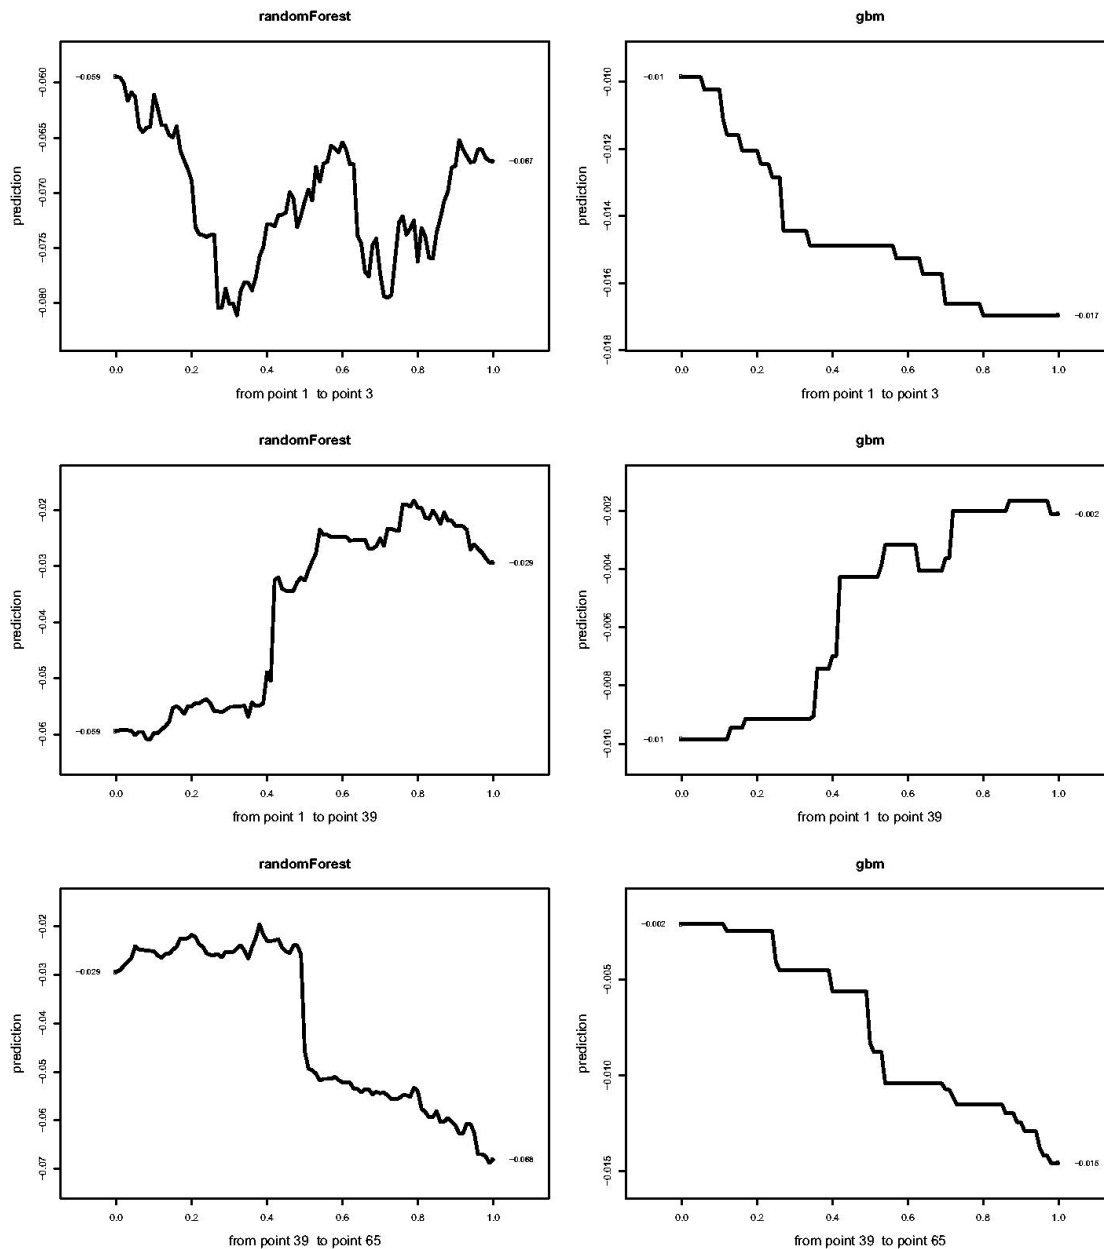 randomForest
prediction
-0.060
-0.065
-0.070
-0.075
-0.080
-0.059
-0.067
0.0 0.2 0.4 0.6 0.8 1.0
from point 1 to point 3
gbm
prediction
-0.010
-0.012
-0.014
-0.016
-0.018
-0.01
-0.017
0.0 0.2 0.4 0.6 0.8 1.0
from point 1 to point 3
randomForest
prediction
-0.02
-0.03
-0.04
-0.05
-0.06
-0.059
-0.029
0.0 0.2 0.4 0.6 0.8 1.0
from point 1 to point 39
gbm
prediction
-0.002
-0.004
-0.006
-0.008
-0.010
-0.01
-0.002
0.0 0.2 0.4 0.6 0.8 1.0
from point 1 to point 39
randomForest
prediction
-0.02
-0.03
-0.04
-0.05
-0.06
-0.07
-0.029
-0.068
0.0 0.2 0.4 0.6 0.8 1.0
from point 39 to point 65
gbm
prediction
-0.005
-0.010
-0.015
-0.002
-0.015
0.0 0.2 0.4 0.6 0.8 1.0
from point 39 to point 65